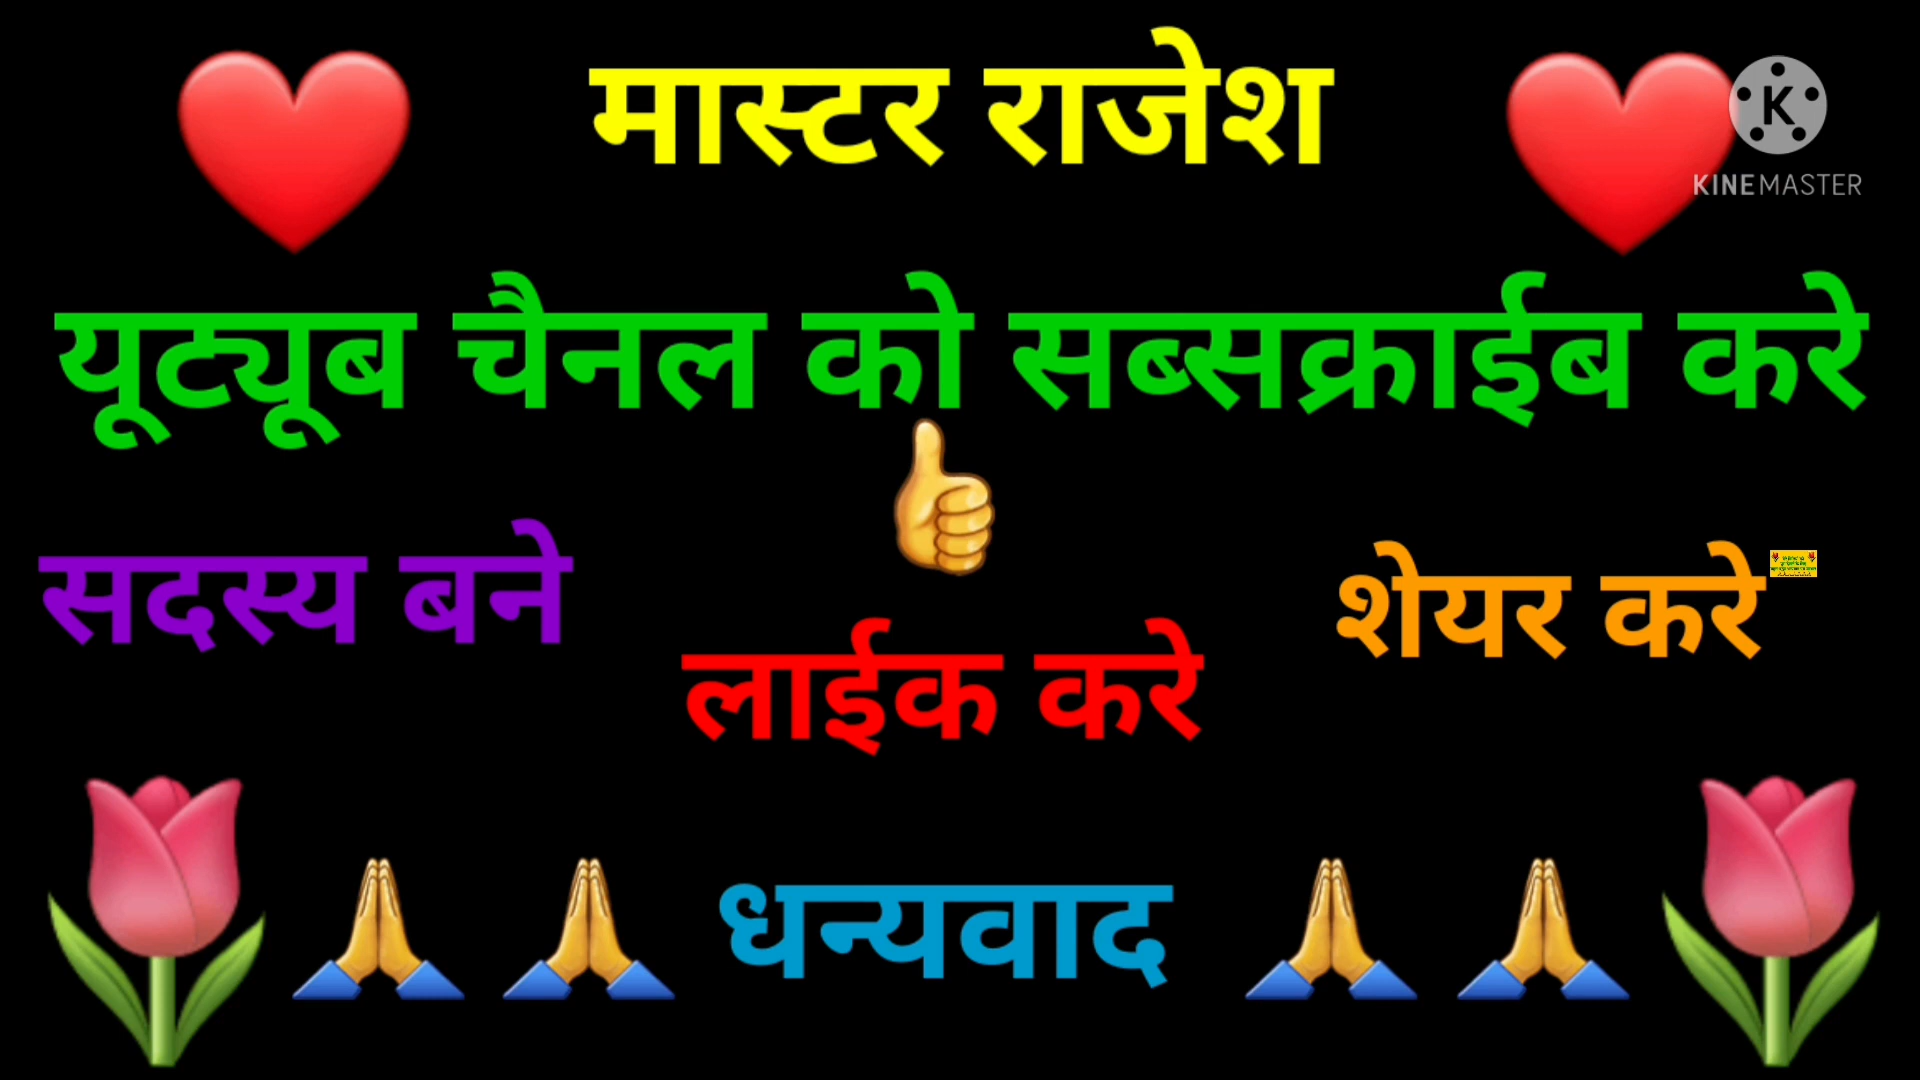 मास्टर राजेश
KINEMASTER
यूट्यूब चैनल को सब्सक्राईब करे
सदस्य बने
शेयर करे
लाईक करे
धन्यवाद